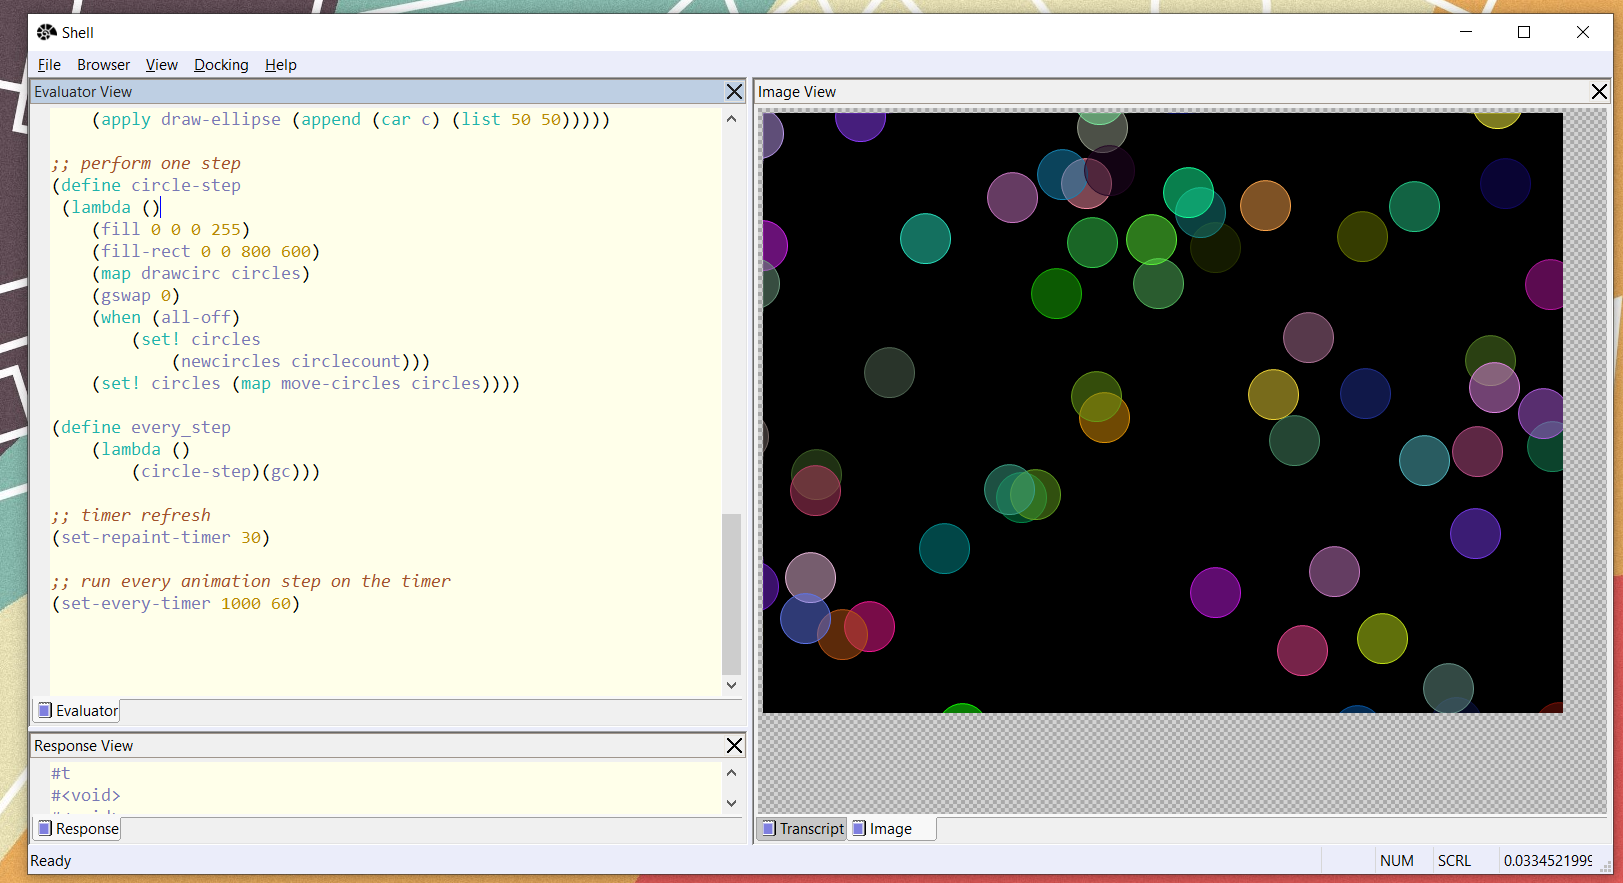 Shell
File Browser View Docking Help
Evaluator View
(apply draw-ellipse (append (car c) (list 50 50)))))
;; perform one step
(define circle-step
(lambda ()
(fill 0 0 0 255)
(fill-rect 0 0 800 600)
(map drawcirc circles)
(gswap 0)
(when (all-off)
(set! circles
(newcircles circlecount)))
(set! circles (map move-circles circles))))
(define every_step
(lambda ()
(circle-step)(gc)))
;; timer refresh
(set-repaint-timer 30)
;; run every animation step on the timer
(set-every-timer 1000 60)
Evaluator
Response View
#t
#<void>
Response
Image View
Transcript Image
Ready
NUM SCRL 0.0334521999